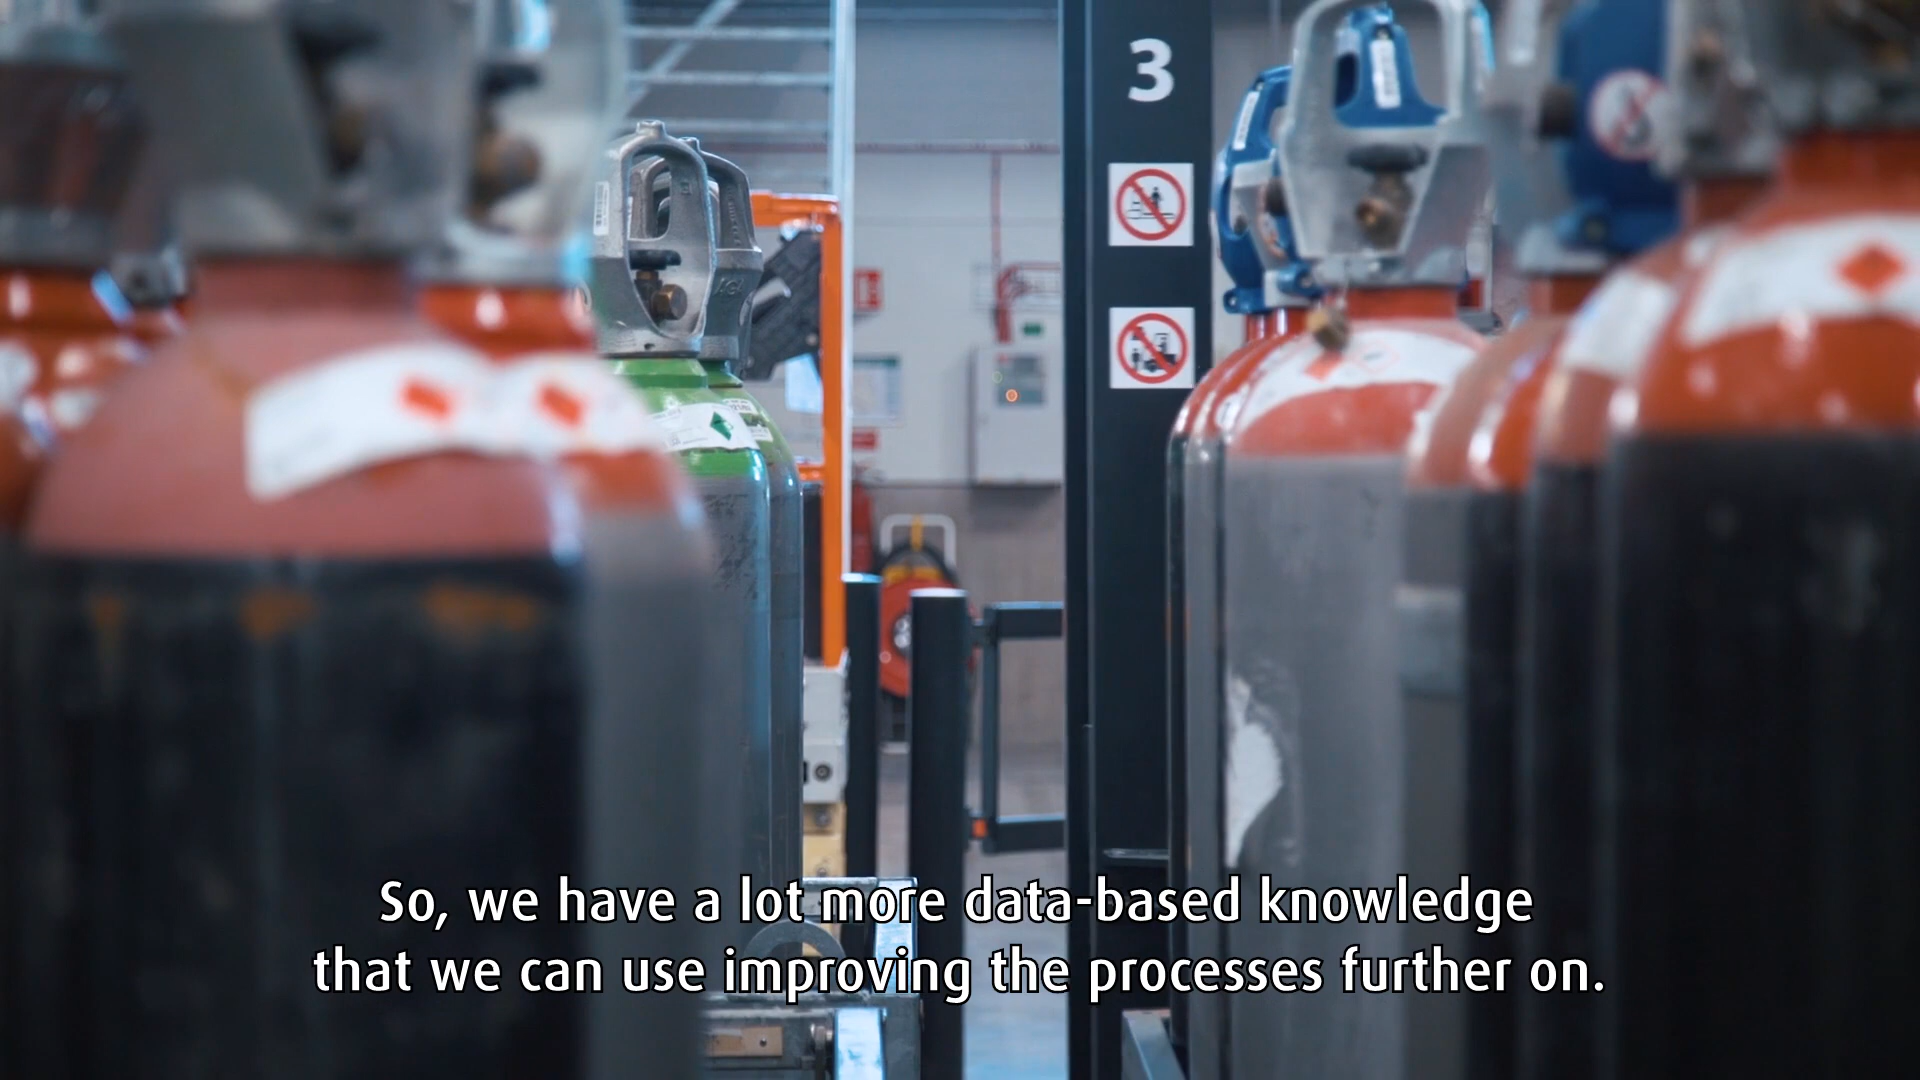 3
So, we have a lot more data-based knowledge
that we can use improving the processes further on.